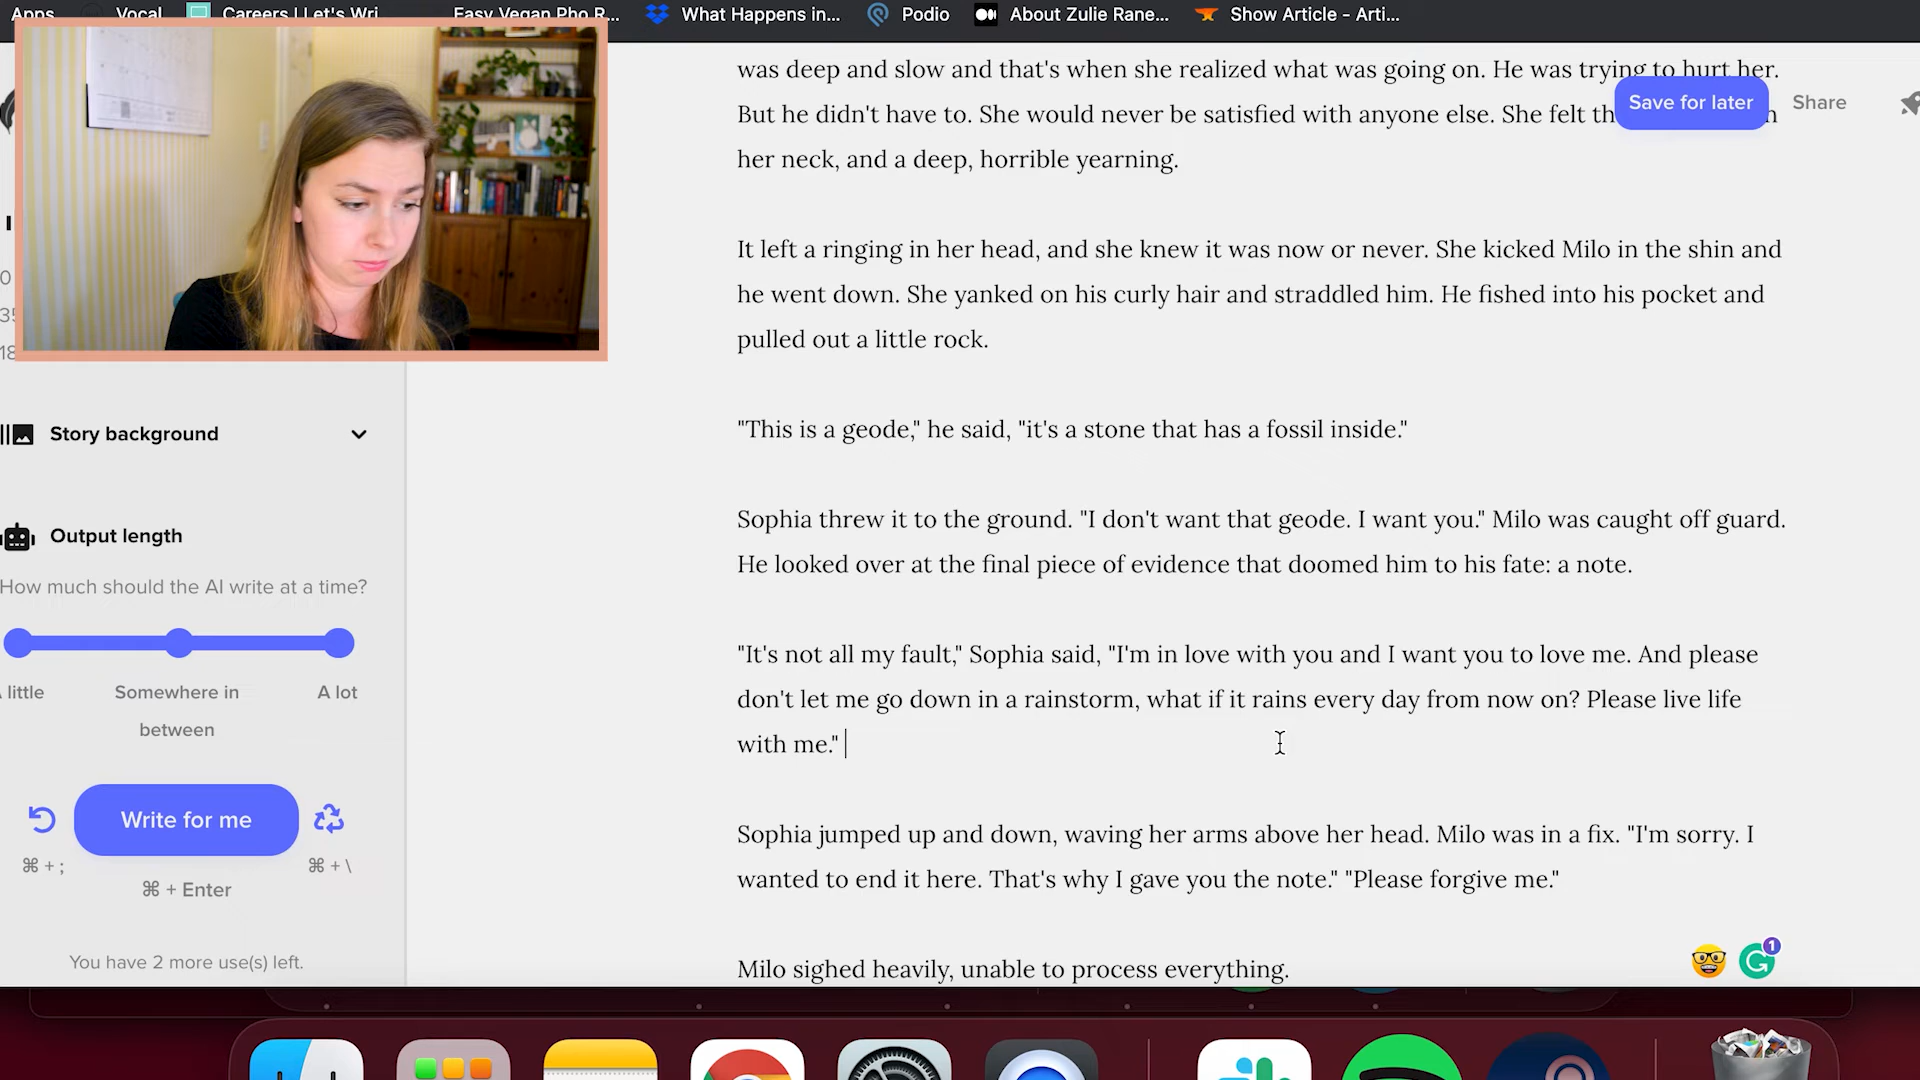 Apps Vocal Careers | Let's Wri... Easy Vegan Pho R... What Happens in... Podio About Zulie Rane... Show Article - Arti...
was deep and slow and that's when she realized what was going on. He was trying to hurt her.
Save for later Share
But he didn't have to. She would never be satisfied with anyone else. She felt
her neck, and a deep, horrible yearning.
It left a ringing in her head, and she knew it was now or never. She kicked Milo in the shin and
he went down. She yanked on his curly hair and straddled him. He fished into his pocket and
pulled out a little rock.
"This is a geode," he said, "it's a stone that has a fossil inside."
Sophia threw it to the ground. "I don't want that geode. I want you." Milo was caught off guard.
He looked over at the final piece of evidence that doomed him to his fate: a note.
"It's not all my fault," Sophia said, "I'm in love with you and I want you to love me. And please
don't let me go down in a rainstorm, what if it rains every day from now on? Please live life
with me."
Sophia jumped up and down, waving her arms above her head. Milo was in a fix. "I'm sorry. I
wanted to end it here. That's why I gave you the note." "Please forgive me."
Milo sighed heavily, unable to process everything.
Story background
Output length
How much should the AI write at a time?
little Somewhere in A lot
between
Write for me
⌘ + ; ⌘ + \
⌘ + Enter
You have 2 more use(s) left.
1